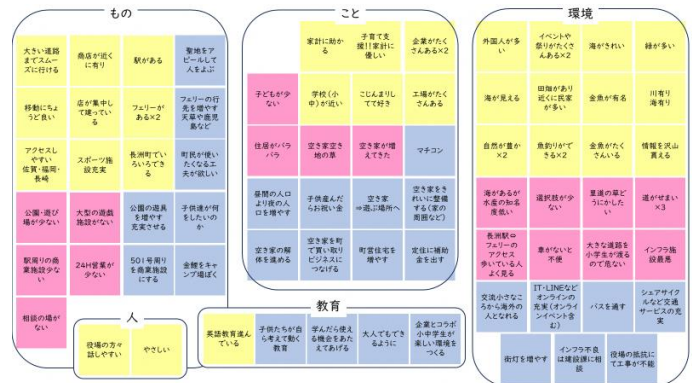 もの
大きい道路
までスムー
ズに行ける
商店が近く
に有り
駅がある
聖地をア
ピールして
人をよぶ
移動にちょ
うど良い
店が集中し
て建ってい
る
フェリーが
ある×2
フェリーの行
先を増やす
天草や鹿児
島など
アクセス
しやすい
佐賀・福岡・
長崎
スポーツ施
設充実
長洲町でい
ろいろでき
る
町民が使い
たくなる工
夫が欲しい
公園・遊び
場が少ない
大型の遊戯
施設がない
公園の遊具
を増やす
充実させる
子供達が何
をしたいの
か
駅周りの商
業施設少な
い
24H営業が
少ない
501号周り
を商業施設
にする
金鯉をキャ
ンプ場ぽく
相談の場が
ない
人
役場の方々
話しやすい
やさしい
こと
家計に助か
る
子育て支
援!!家計に
優しい
企業がたく
さんある×2
子どもが少
ない
学校(小
中)が近い
こじんまりし
てて好き
工場がたく
さんある
住居がバラ
バラ
空き家空き
地の草
空き家が増
えてきた
マチコン
昼間の人口
より夜の人
口を増やす
子供産んだ
らお祝い金
空き家
⇒遊ぶ場所へ
空き家をき
れいに整備
する(家の
周囲など)
空き家の解
体を進める
空き家を町
で買い取り
ビジネスに
つなげる
町営住宅を
増やす
定住に補助
金を出す
教育
英語教育進ん
でいる
子供たちが自
ら考えて動く
教育
学んだら使え
る機会をあた
えてあげる
大人でもでき
るように
企業とコラボ
小中学生が
楽しい環境を
つくる
環境
外国人が多
い
イベントや
祭りがたくさ
んある×2
海がきれい
緑が多い
海が見える
田畑があり
近くに民家
が多い
金魚が有名
川有り
海有り
自然が豊か
×2
魚釣りがで
きる×2
金魚がたく
さんいる
情報を沢山
貰える
海があるが
水産の知名
度低い
選択技が少
ない
里道の草ど
うにかしたい
道がせまい
×3
長洲駅⇔
フェリーの
アクセス
歩いている人
よく見る
車がないと
不便
大きな道路を
小学生が渡る
ので危ない
インフラ施
設最悪
交流小さなこ
ろから海外の
人となれる
IT・LINEなど
オンラインの
充実(オンラ
インイベント含
む)
バスを通す
シェアサイク
ルなど交通
サービスの充
実
街灯を増やす
インフラ不良
は建設課に相
談
役場の抵抗に
て工事が不能